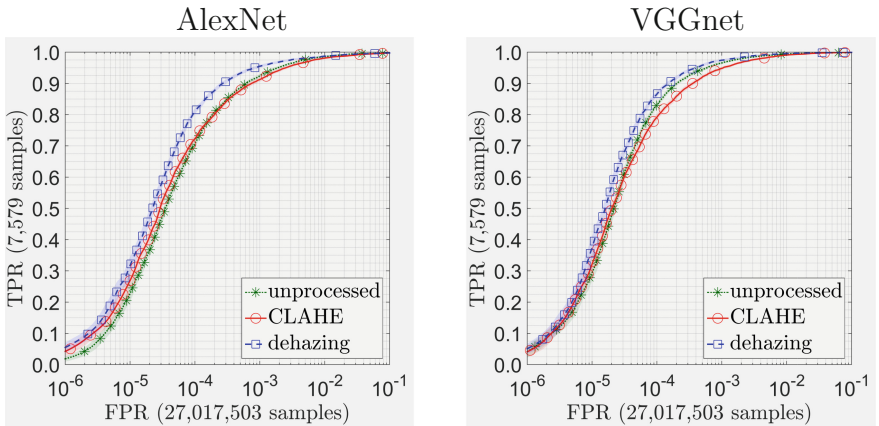 AlexNet
TPR (7,579 samples)
1.0
0.9
0.8
0.7
0.6
0.5
0.4
0.3
0.2
0.1
0.0
unprocessed
CLAHE
dehazing
10^-6 10^-5 10^-4 10^-3 10^-2 10^-1
FPR (27,017,503 samples)
VGGnet
TPR (7,579 samples)
1.0
0.9
0.8
0.7
0.6
0.5
0.4
0.3
0.2
0.1
0.0
unprocessed
CLAHE
dehazing
10^-6 10^-5 10^-4 10^-3 10^-2 10^-1
FPR (27,017,503 samples)